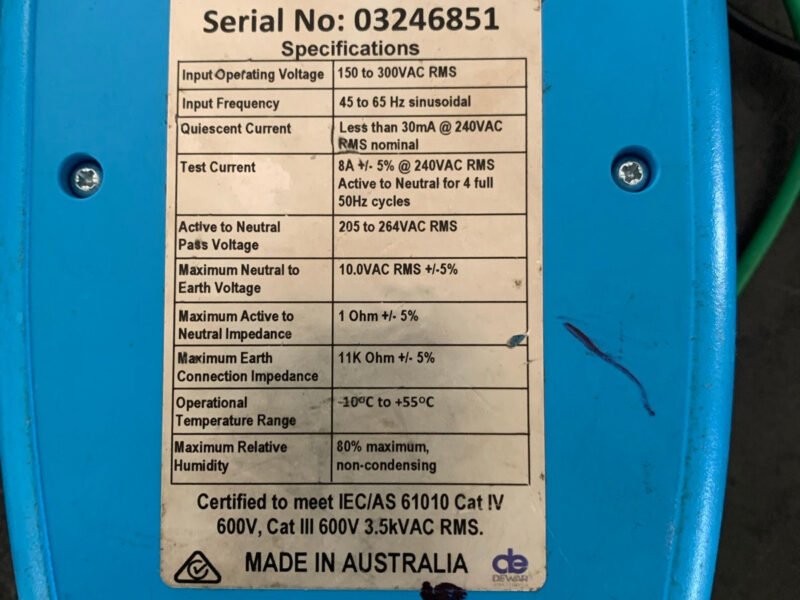 Serial No: 03246851
Specifications
Input Operating Voltage 150 to 300VAC RMS
Input Frequency 45 to 65 Hz sinusoidal
Quiescent Current Less than 30mA @ 240VAC
RMS nominal
Test Current 8A +/- 5% @ 240VAC RMS
Active to Neutral for 4 full
50Hz cycles
Active to Neutral 205 to 264VAC RMS
Pass Voltage
Maximum Neutral to 10.0VAC RMS +/-5%
Earth Voltage
Maximum Active to 1 Ohm +/- 5%
Neutral Impedance
Maximum Earth 11K Ohm +/- 5%
Connection Impedance
Operational -10°C to +55°C
Temperature Range
Maximum Relative 80% maximum,
Humidity non-condensing
Certified to meet IEC/AS 61010 Cat IV
600V, Cat III 600V 3.5kVAC RMS.
MADE IN AUSTRALIA
de
DEWAR